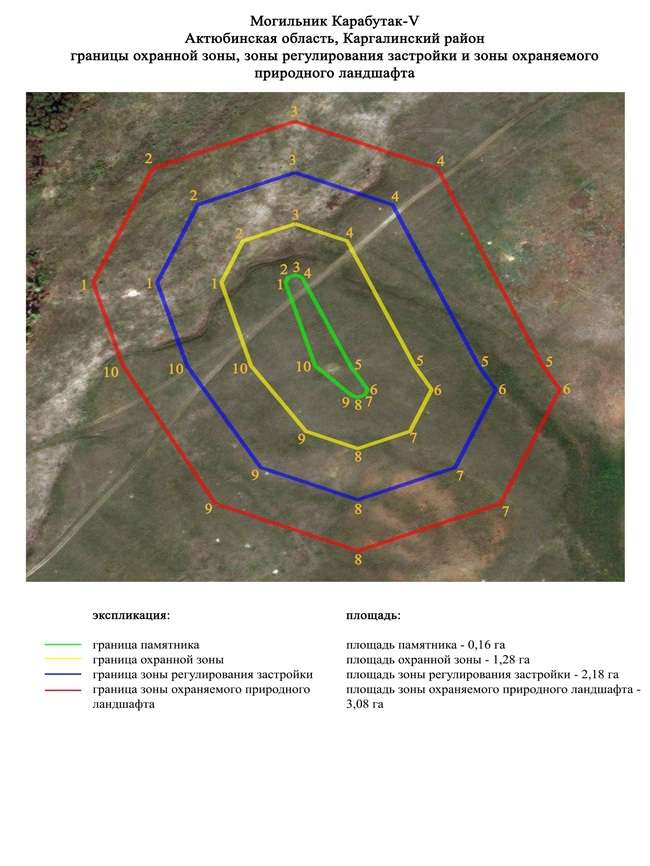 Могильник Карабутак-V
Актюбинская область, Каргалинский район
границы охранной зоны, зоны регулирования застройки и зоны охраняемого
природного ландшафта
3
2
4
3
2
4
3
2
4
2 3 4
1
1
1
1
10
10
10
10
5
5
5
5
6
6
6
6
9 8 7
9
7
8
9
7
8
9
7
8
экспликация:
площадь:
граница памятника
площадь памятника - 0,16 га
граница охранной зоны
площадь охранной зоны - 1,28 га
граница зоны регулирования застройки
площадь зоны регулирования застройки - 2,18 га
граница зоны охраняемого природного
площадь зоны охраняемого природного ландшафта -
ландшафта
3,08 га